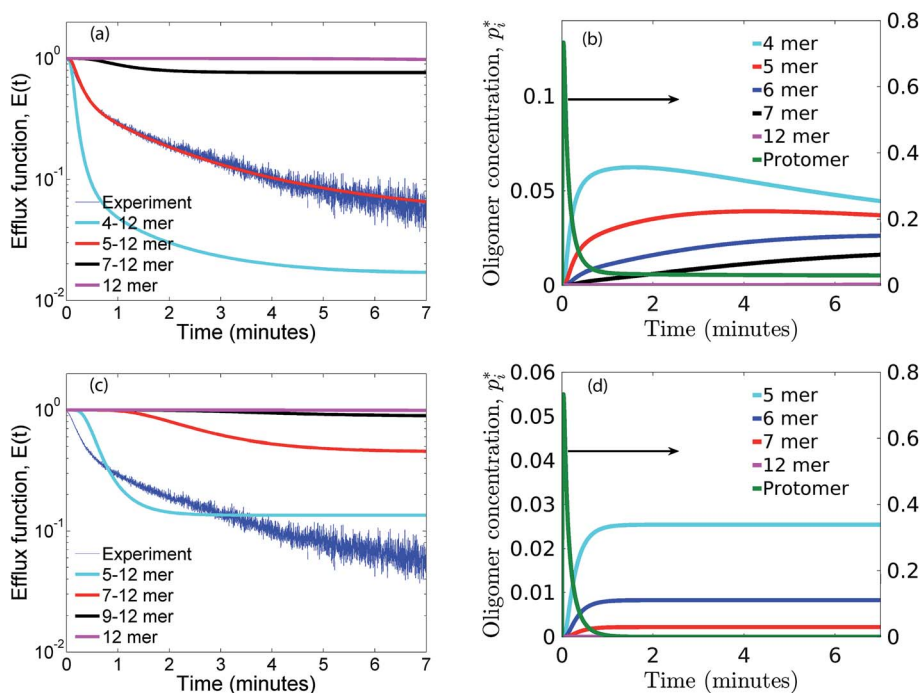 (a)
Efflux function, E(t)
10^0
10^-1
10^-2
Experiment
4-12 mer
5-12 mer
7-12 mer
12 mer
0 1 2 3 4 5 6 7
Time (minutes)
(b)
Oligomer concentration, p_i^*
0.1
0.05
0
0.8
0.6
0.4
0.2
0
4 mer
5 mer
6 mer
7 mer
12 mer
Protomer
0 2 4 6
Time (minutes)
(c)
Efflux function, E(t)
10^0
10^-1
10^-2
Experiment
5-12 mer
7-12 mer
9-12 mer
12 mer
0 1 2 3 4 5 6 7
Time (minutes)
(d)
Oligomer concentration, p_i^*
0.06
0.05
0.04
0.03
0.02
0.01
0
0.8
0.6
0.4
0.2
0
5 mer
6 mer
7 mer
12 mer
Protomer
0 2 4 6
Time (minutes)